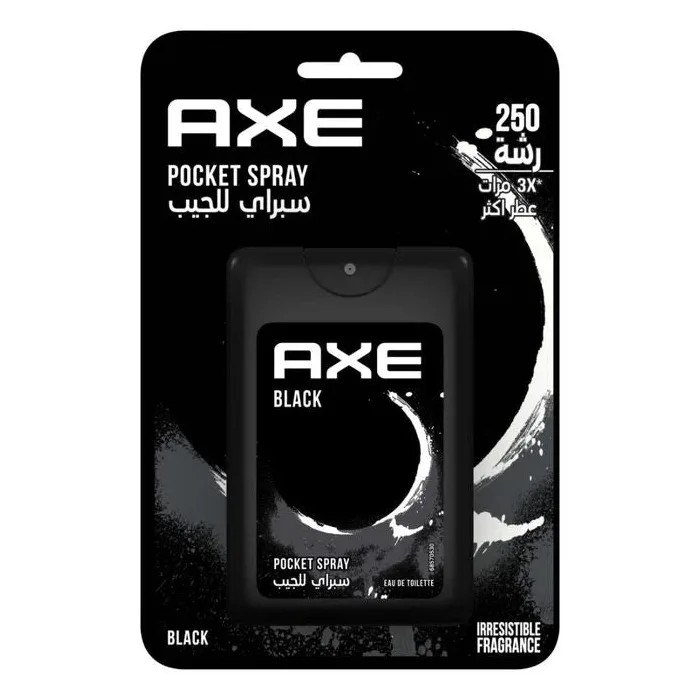 AXE
POCKET SPRAY
سبراي للجيب
250
رشة
3X* مرات
عطر اكثر
AXE
BLACK
POCKET SPRAY
سبراي للجيب
EAU DE TOILETTE
68570530
BLACK
IRRESISTIBLE
FRAGRANCE